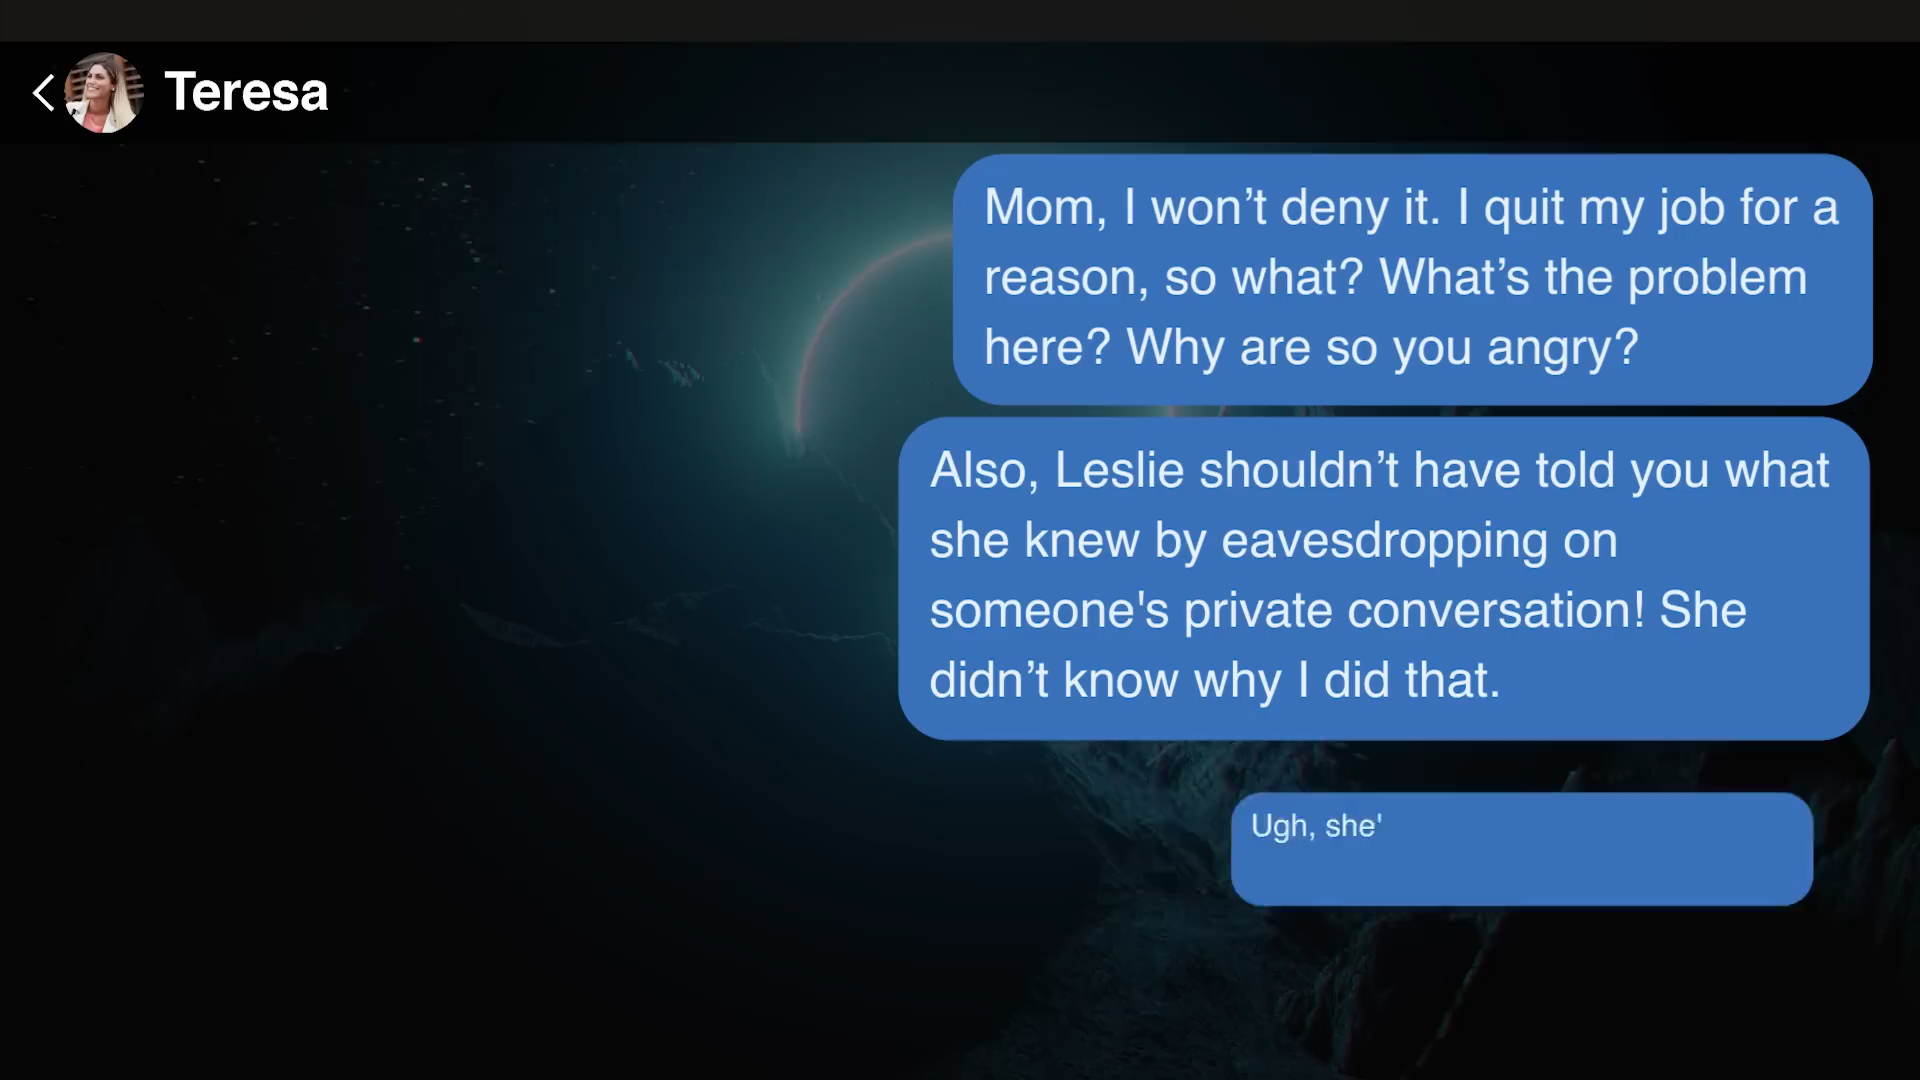 Teresa
Mom, I won’t deny it. I quit my job for a
reason, so what? What’s the problem
here? Why are so you angry?
Also, Leslie shouldn’t have told you what
she knew by eavesdropping on
someone's private conversation! She
didn’t know why I did that.
Ugh, she'